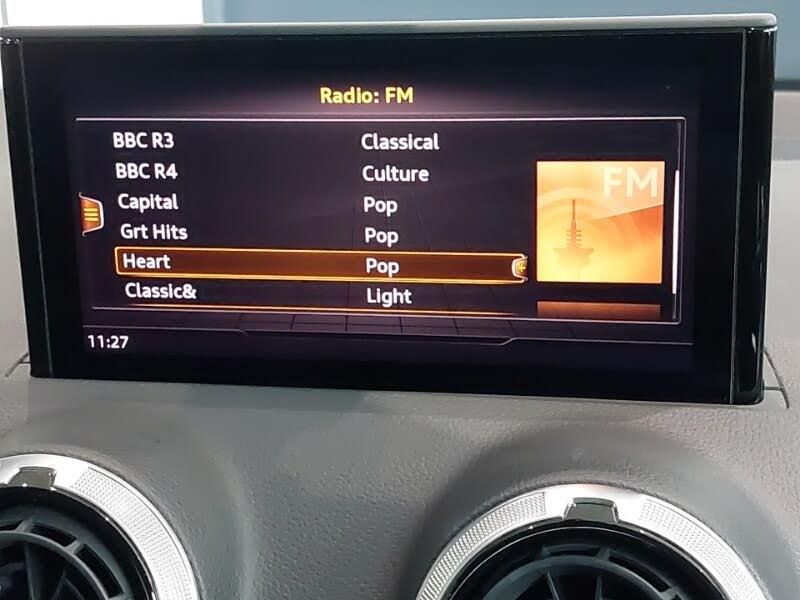 Radio: FM
BBC R3 Classical
BBC R4 Culture
Capital Pop
Grt Hits Pop
Heart Pop
Classic& Light
FM
11:27